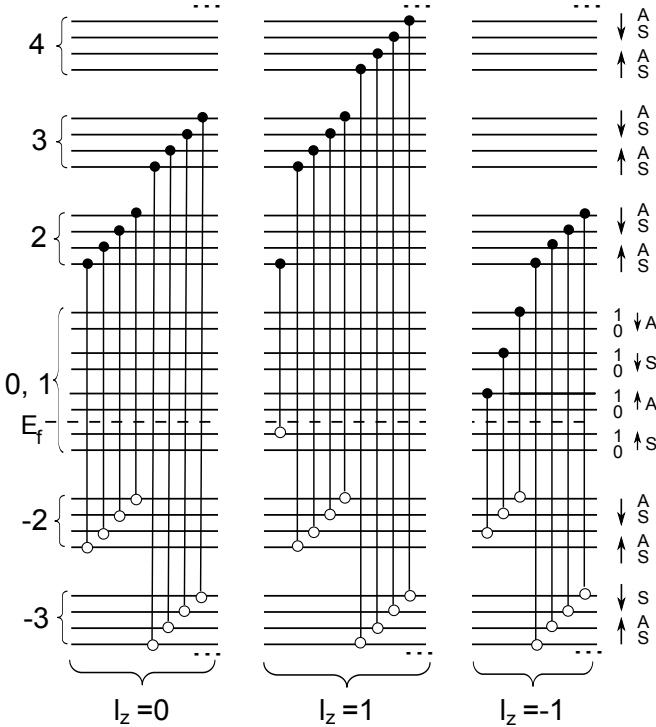 ... ... ...
4 ↓ A
S
↑ A
S
3 ↓ A
S
↑ A
S
2 ↓ A
S
↑ A
S
0, 1
1 ↓ A
0
1 ↓ S
0
1 ↑ A
0
E_f
1 ↑ S
0
-2 ↓ A
S
↑ A
S
-3 ↓ S
↑ A
S
... ... ...
l_z =0 l_z =1 l_z =-1